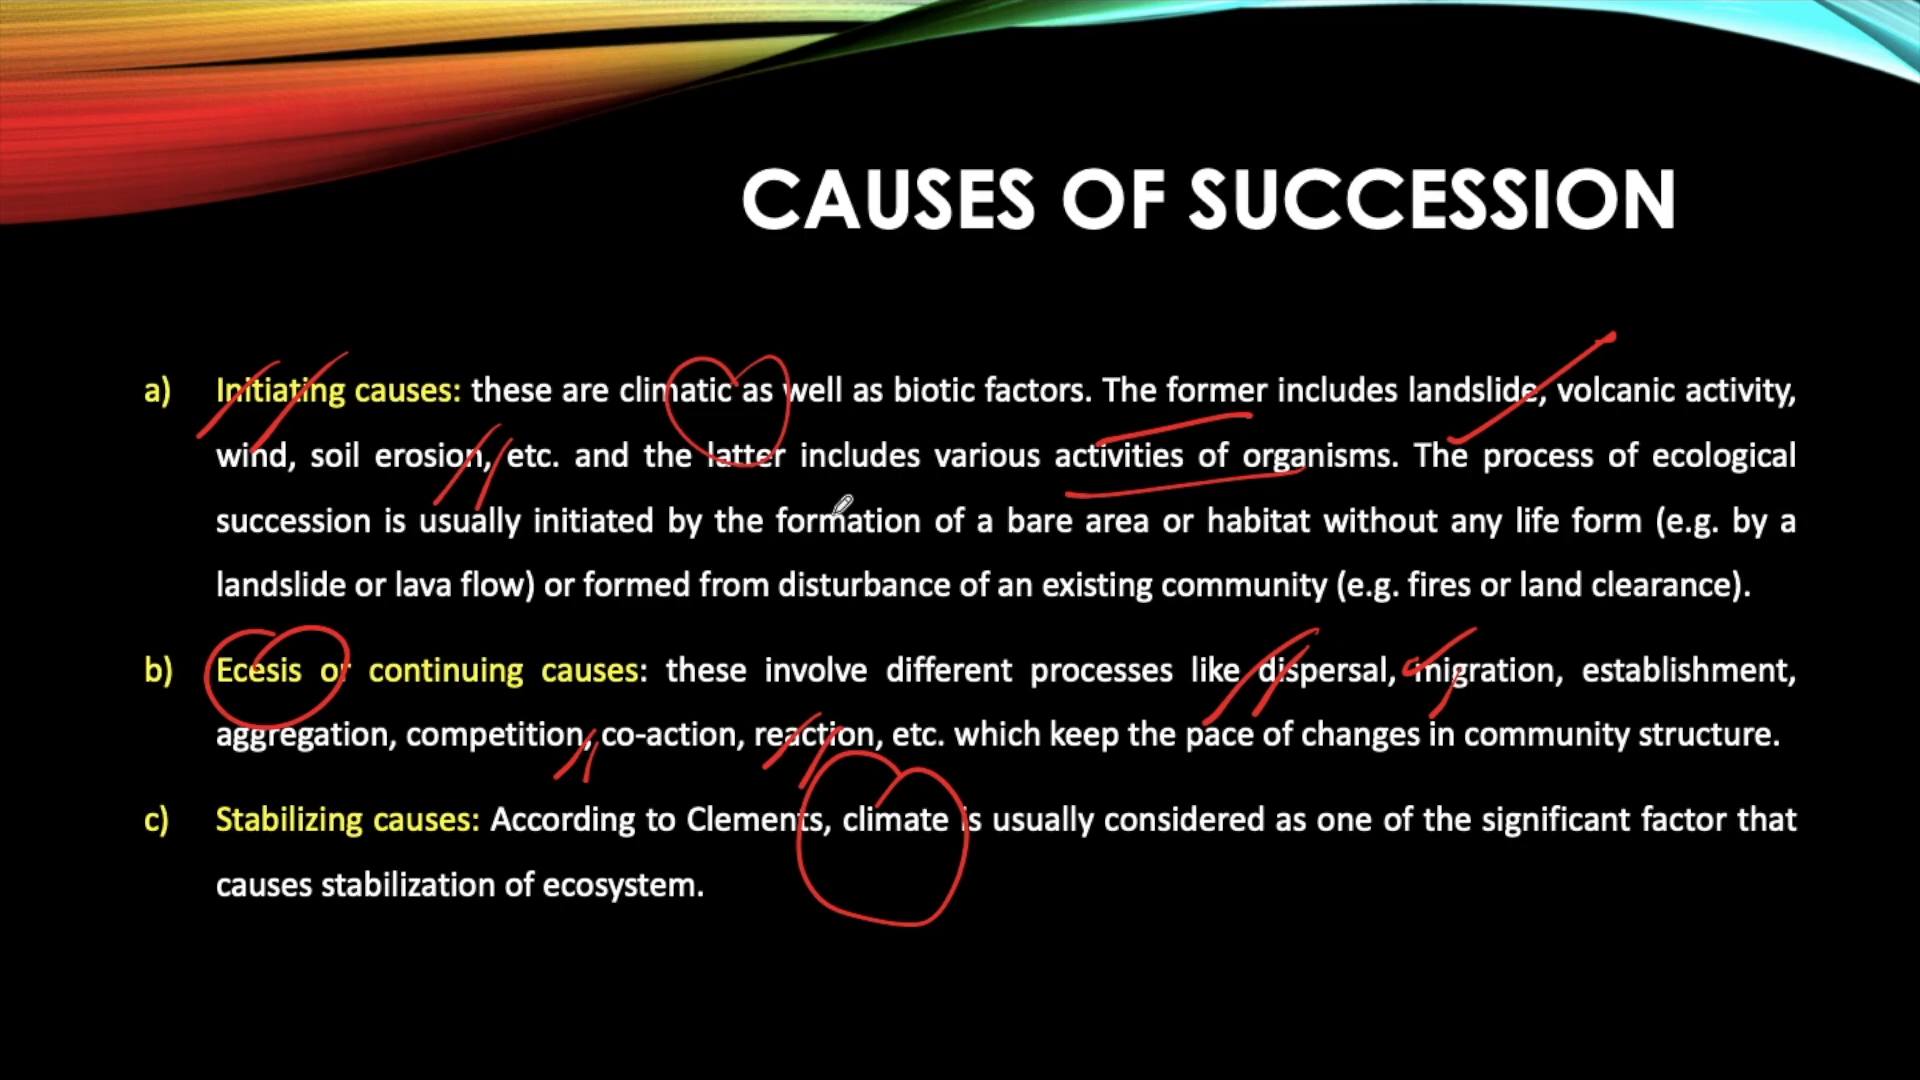 CAUSES OF SUCCESSION
a) Initiating causes: these are climatic as well as biotic factors. The former includes landslide, volcanic activity,
wind, soil erosion, etc. and the latter includes various activities of organisms. The process of ecological
succession is usually initiated by the formation of a bare area or habitat without any life form (e.g. by a
landslide or lava flow) or formed from disturbance of an existing community (e.g. fires or land clearance).
b) Ecesis or continuing causes: these involve different processes like dispersal, migration, establishment,
aggregation, competition, co-action, reaction, etc. which keep the pace of changes in community structure.
c) Stabilizing causes: According to Clements, climate is usually considered as one of the significant factor that
causes stabilization of ecosystem.